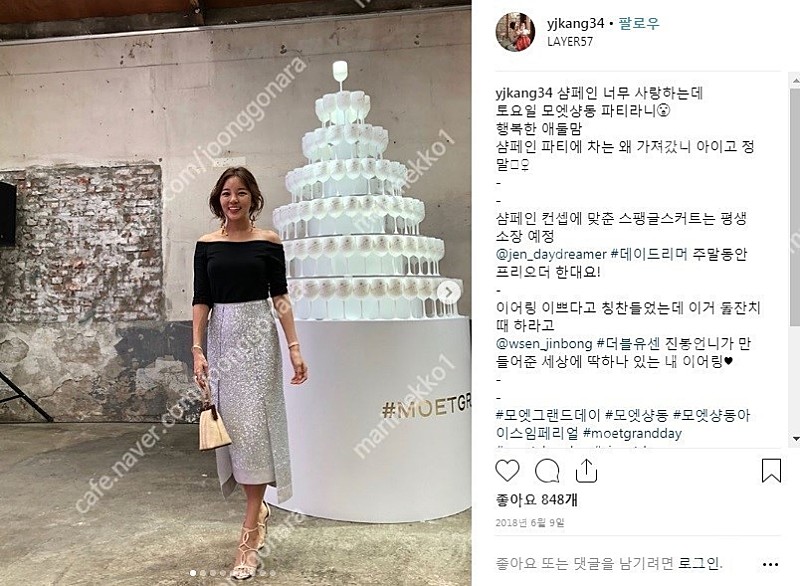 yjkang34 • 팔로우
LAYER57
yjkang34 샴페인 너무 사랑하는데
토요일 모엣샹동 파티라니😮
행복한 애둘맘
샴페인 파티에 차는 왜 가져갔니 아이고 정
말
-
-
샴페인 컨셉에 맞춘 스팽글스커트는 평생
소장 예정
@jen_daydreamer #데이드리머 주말동안
프리오더 한대요!
-
이어링 이쁘다고 칭찬들었는데 이거 돌잔치
때 하라고
@wsen_jinbong #더블유센 진봉언니가 만
들어준 세상에 딱하나 있는 내 이어링♥
-
-
#모엣그랜드데이 #모엣샹동 #모엣샹동아
이스임페리얼 #moetgrandday
좋아요 848개
2018년 6월 9일
좋아요 또는 댓글을 남기려면 로그인.
#MOETGR
cafe.naver.com/joonggonara
marimekko1